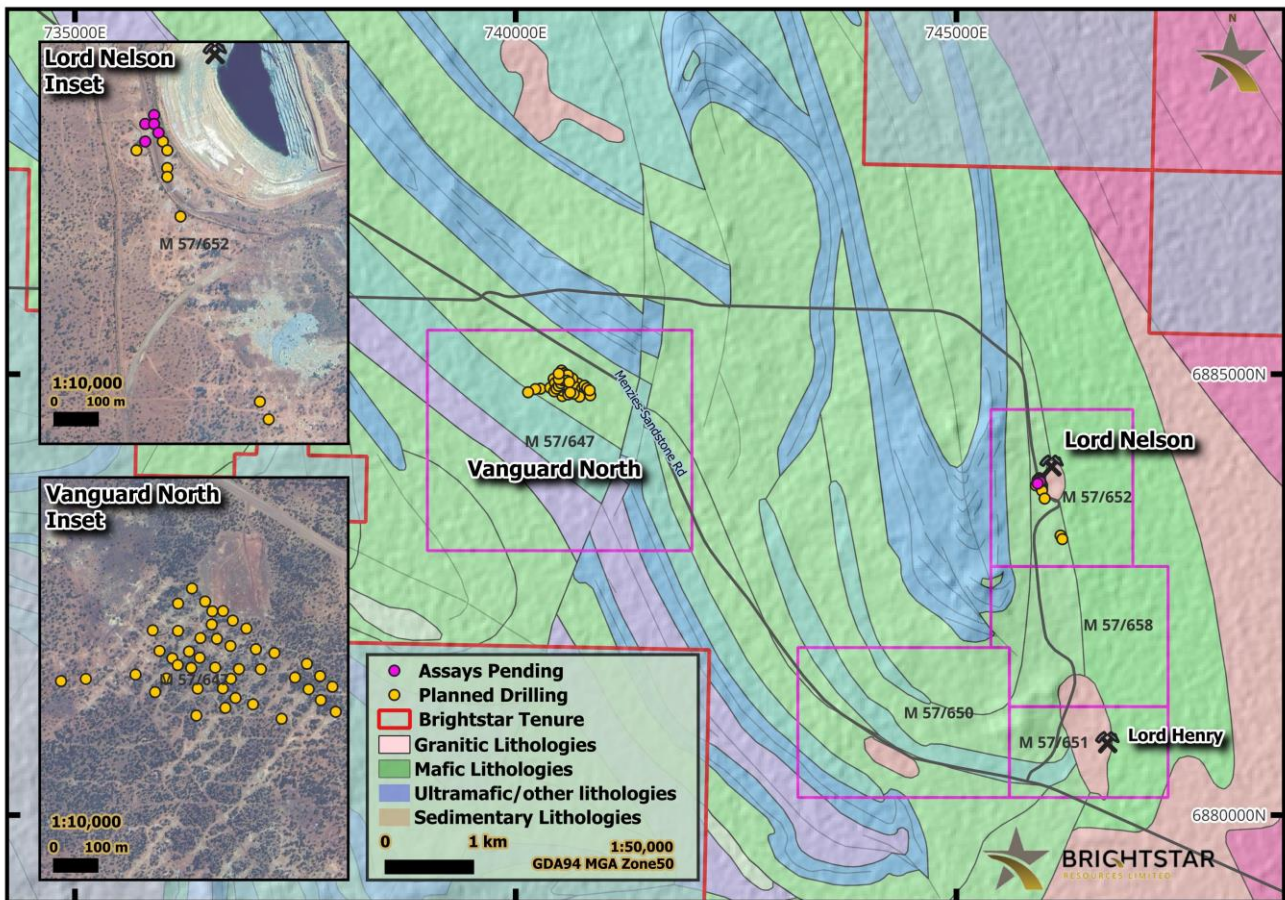 735000E
740000E
745000E
N
Lord Nelson
Inset
M 57/652
1:10,000
0 100 m
6885000N
M 57/647
Vanguard North
Menzies-Sandstone Rd
Lord Nelson
M 57/652
Vanguard North
Inset
M 57/647
1:10,000
0 100 m
M 57/658
M 57/650
M 57/651
Lord Henry
6880000N
Assays Pending
Planned Drilling
Brightstar Tenure
Granitic Lithologies
Mafic Lithologies
Ultramafic/other lithologies
Sedimentary Lithologies
0 1 km
1:50,000
GDA94 MGA Zone50
BRIGHTSTAR
RESOURCES LIMITED